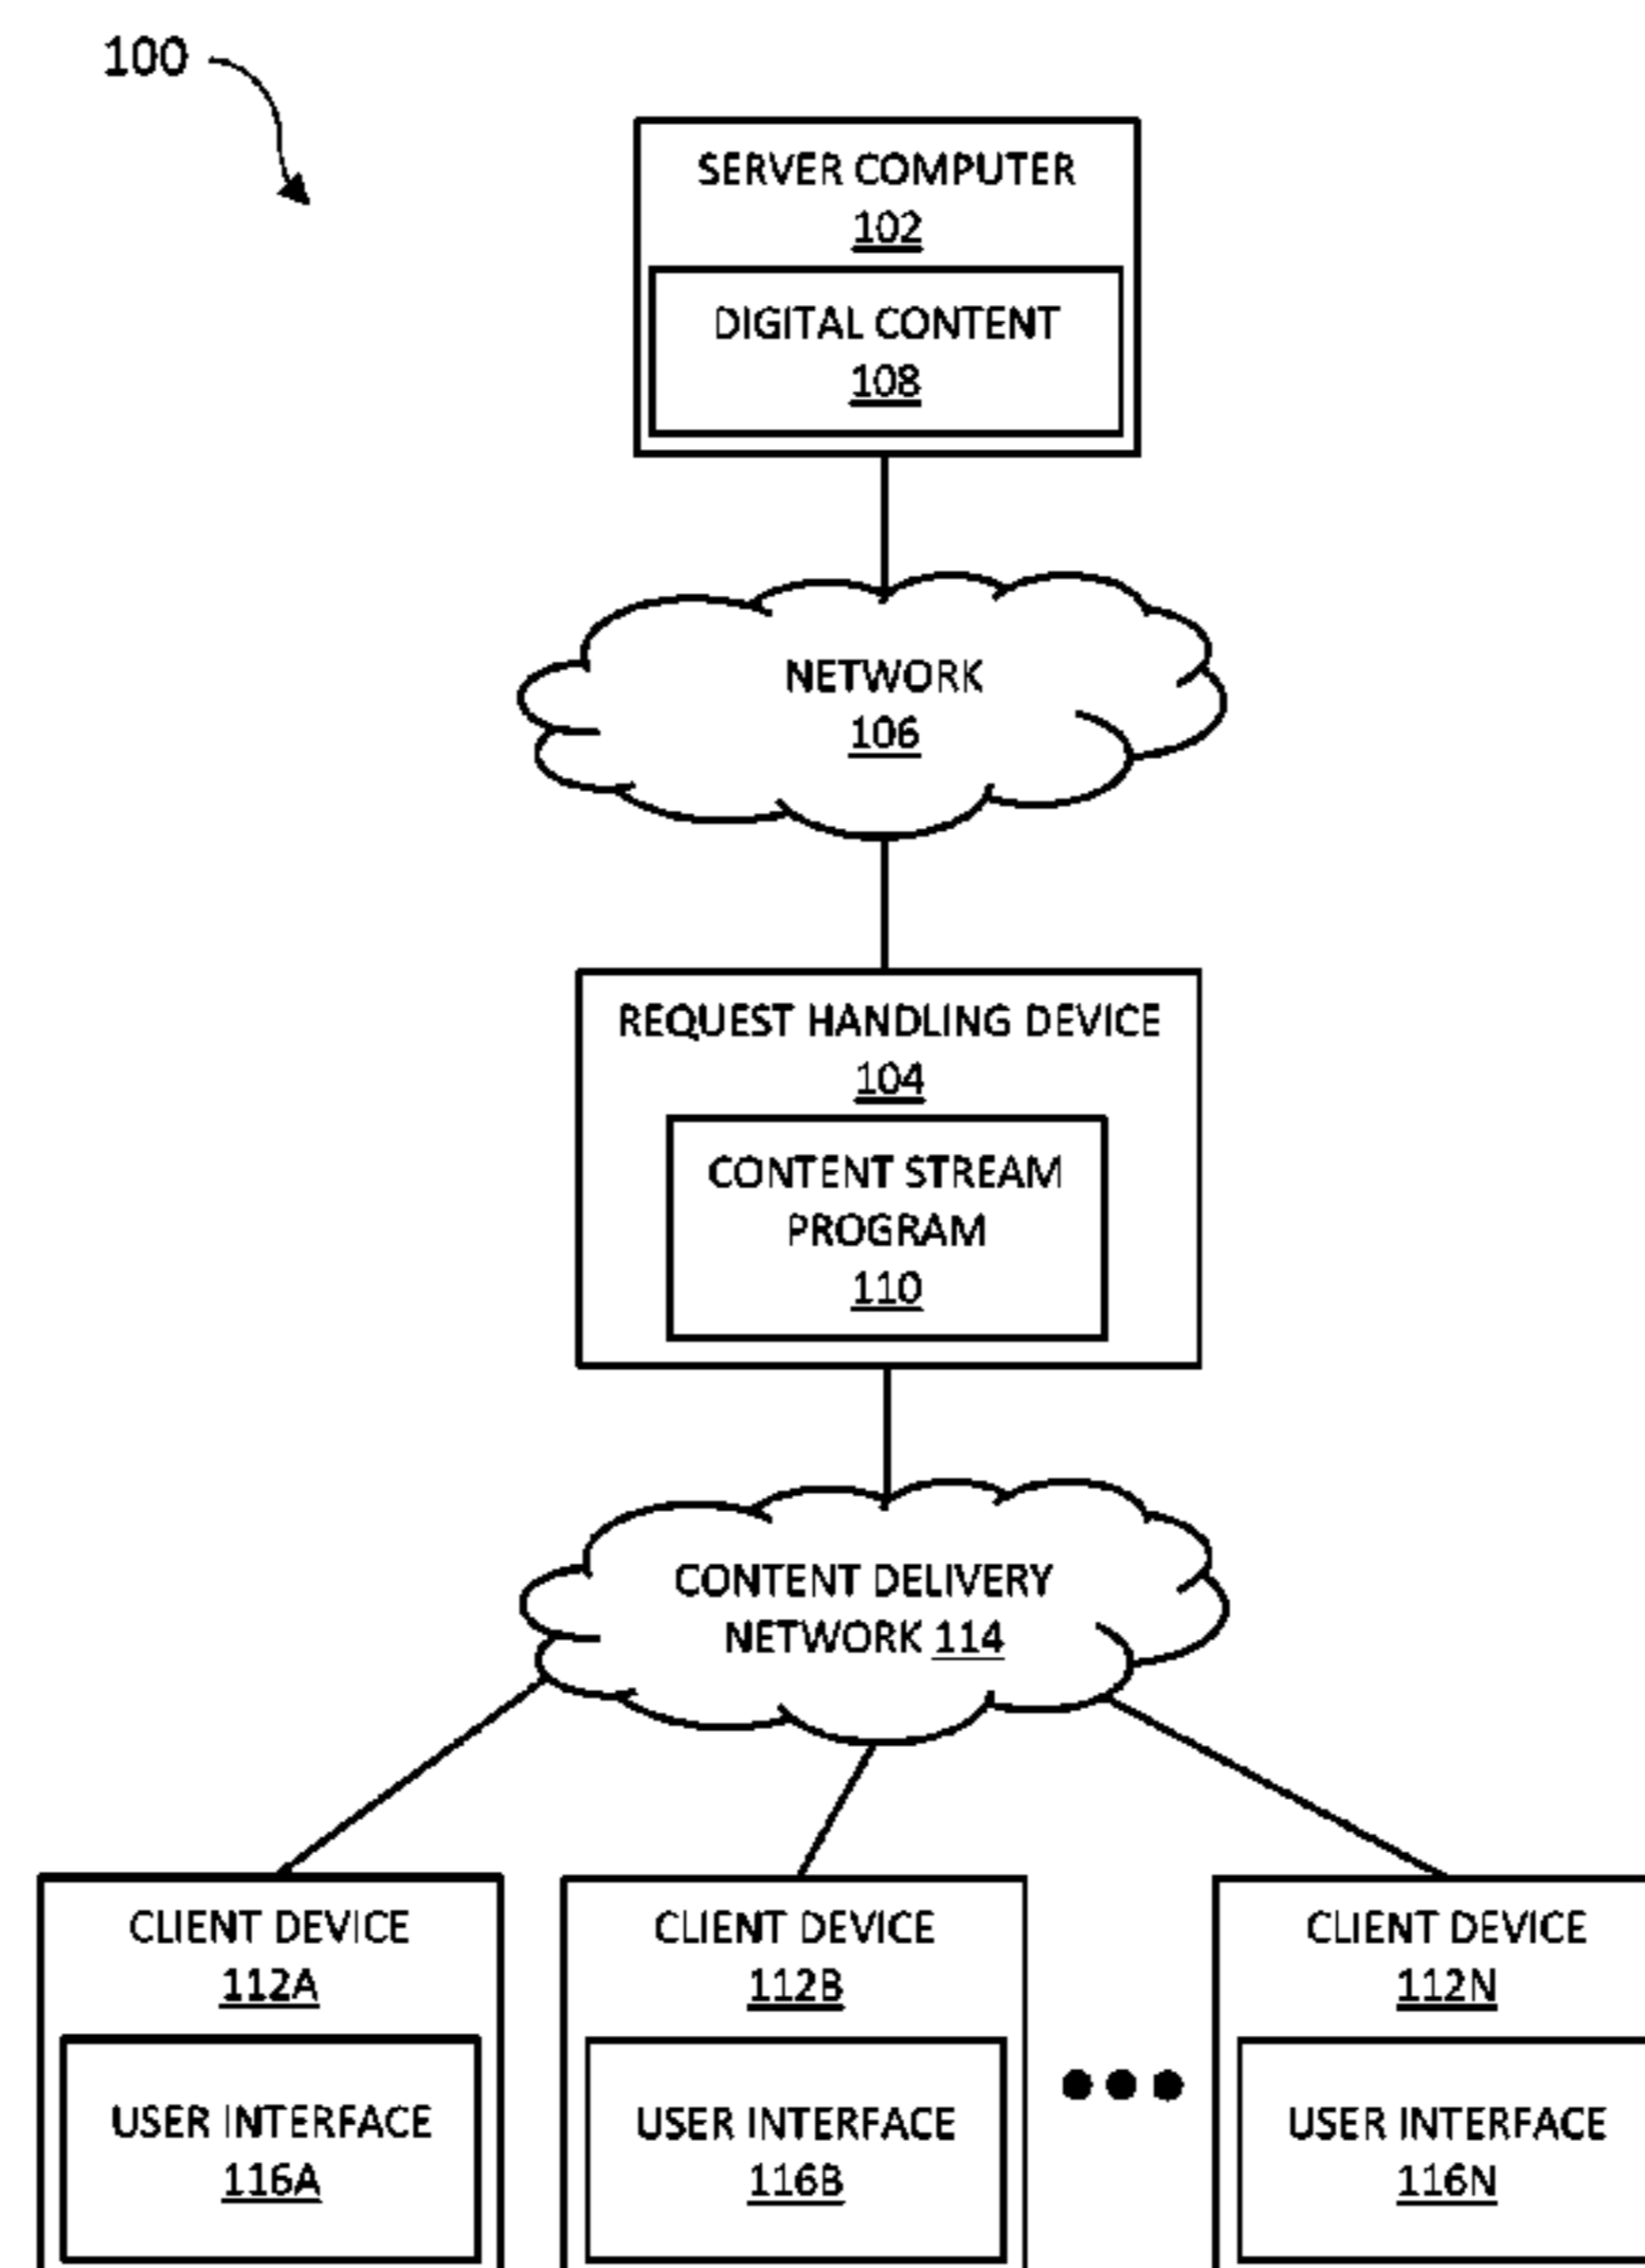 100
SERVER COMPUTER
102
DIGITAL CONTENT
108
NETWORK
106
REQUEST HANDLING DEVICE
104
CONTENT STREAM
PROGRAM
110
CONTENT DELIVERY
NETWORK 114
CLIENT DEVICE
112A
USER INTERFACE
116A
CLIENT DEVICE
112B
USER INTERFACE
116B
CLIENT DEVICE
112N
USER INTERFACE
116N